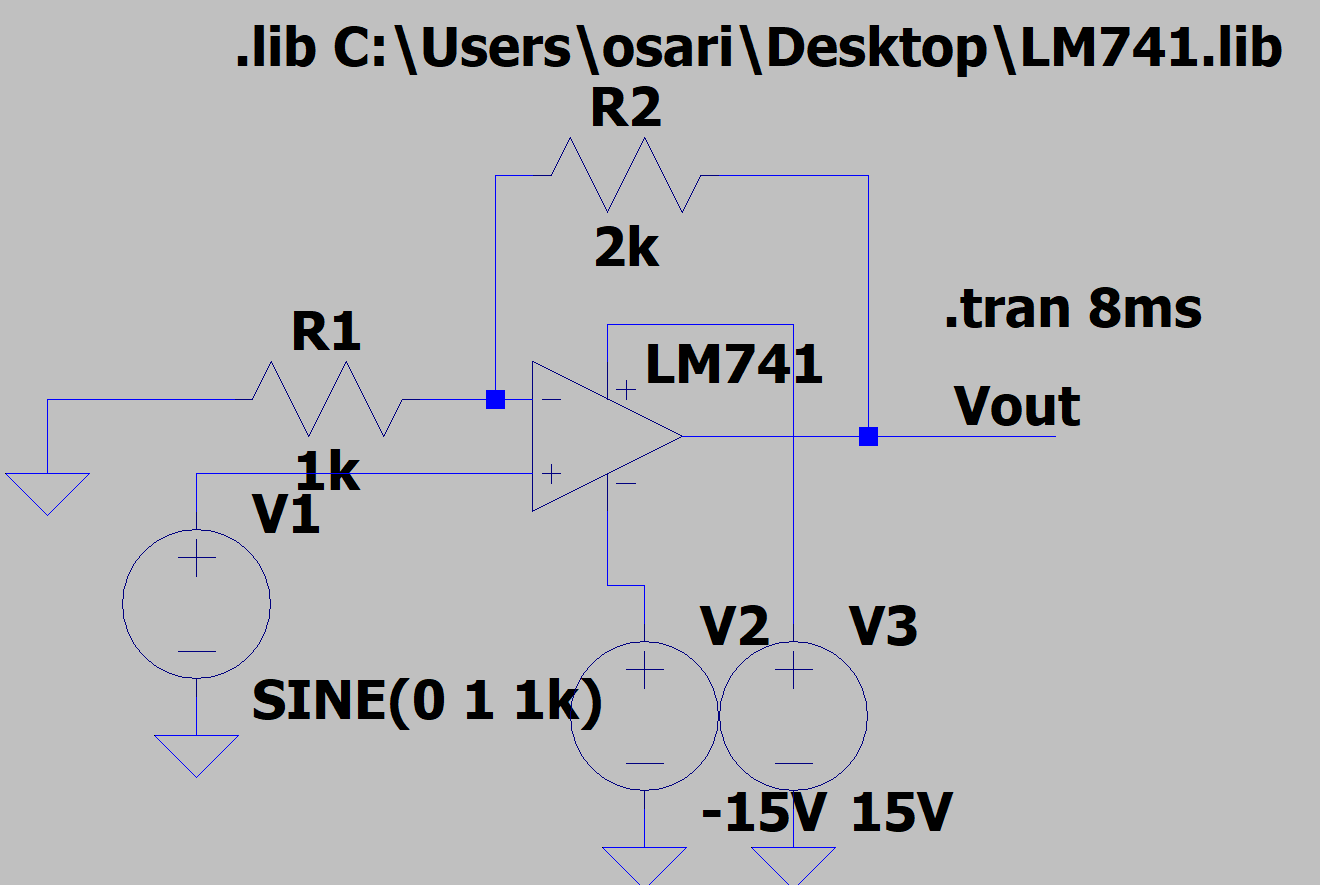 .lib C:\Users\osari\Desktop\LM741.lib
R2
2k
.tran 8ms
R1
LM741
Vout
1k
V1
V2
V3
SINE(0 1 1k)
-15V
15V